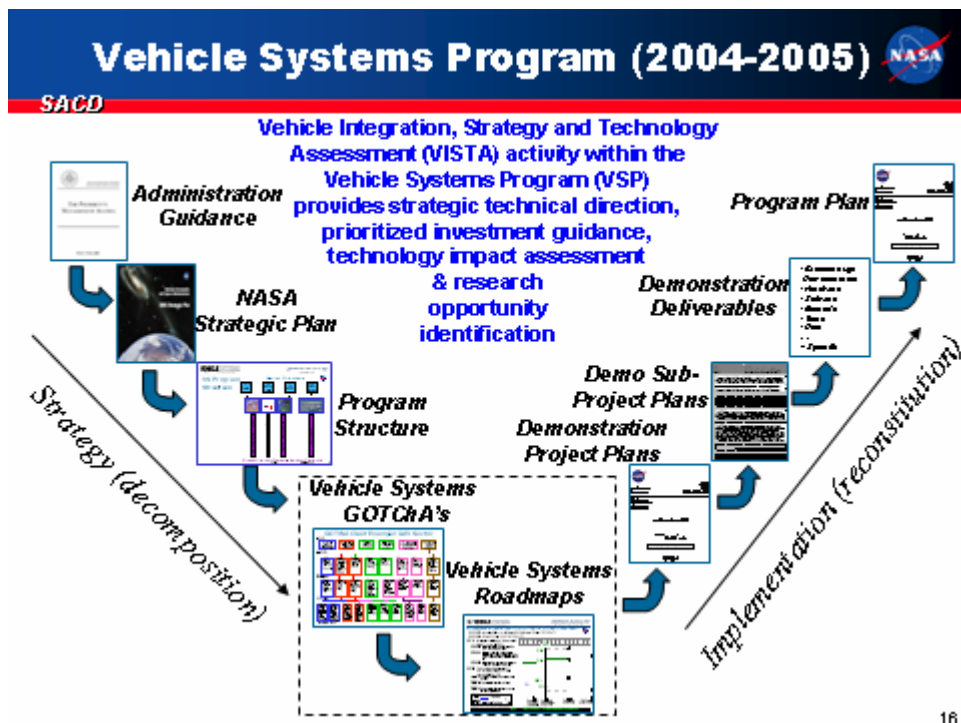 Vehicle Systems Program (2004-2005)
NASA
SACD
Vehicle Integration, Strategy and Technology
Assessment (VISTA) activity within the
Vehicle Systems Program (VSP)
provides strategic technical direction,
prioritized investment guidance,
technology impact assessment
& research
opportunity
identification
Administration
Guidance
NASA
Strategic Plan
Program
Structure
Vehicle Systems
GOTChA's
Vehicle Systems
Roadmaps
Demonstration
Project Plans
Demo Sub-
Project Plans
Demonstration
Deliverables
Program Plan
Strategy (decomposition)
Implementation (reconstitution)
16